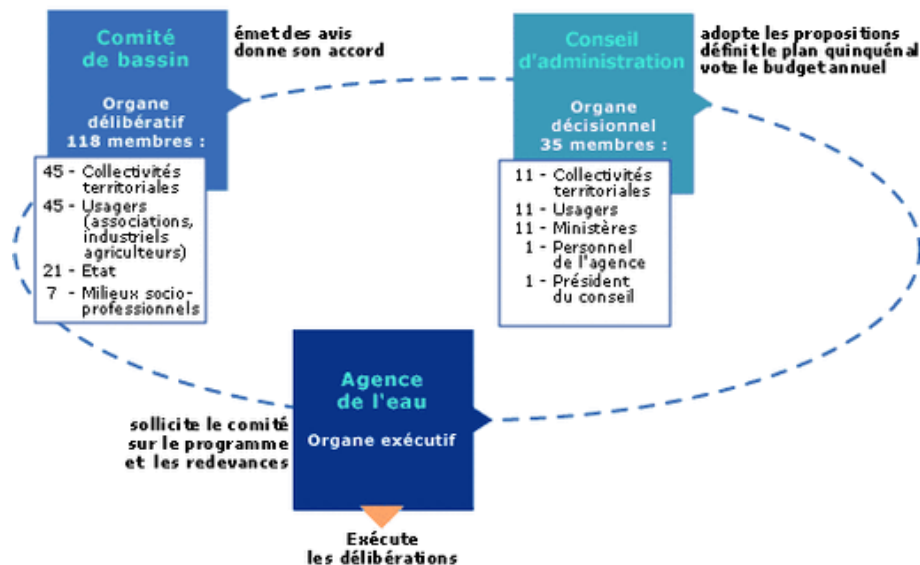 Comité
de bassin
émet des avis
donne son accord
Organe
délibératif
118 membres :
45 - Collectivités
territoriales
45 - Usagers
(associations,
industriels
agriculteurs)
21 - Etat
7 - Milieux socio-
professionnels
Conseil
d'administration
adopte les propositions
définit le plan quinquénal
vote le budget annuel
Organe
décisionnel
35 membres :
11 - Collectivités
territoriales
11 - Usagers
11 - Ministères
1 - Personnel
de l'agence
1 - Président
du conseil
Agence
de l'eau
Organe exécutif
sollicite le comité
sur le programme
et les redevances
Exécute
les délibérations